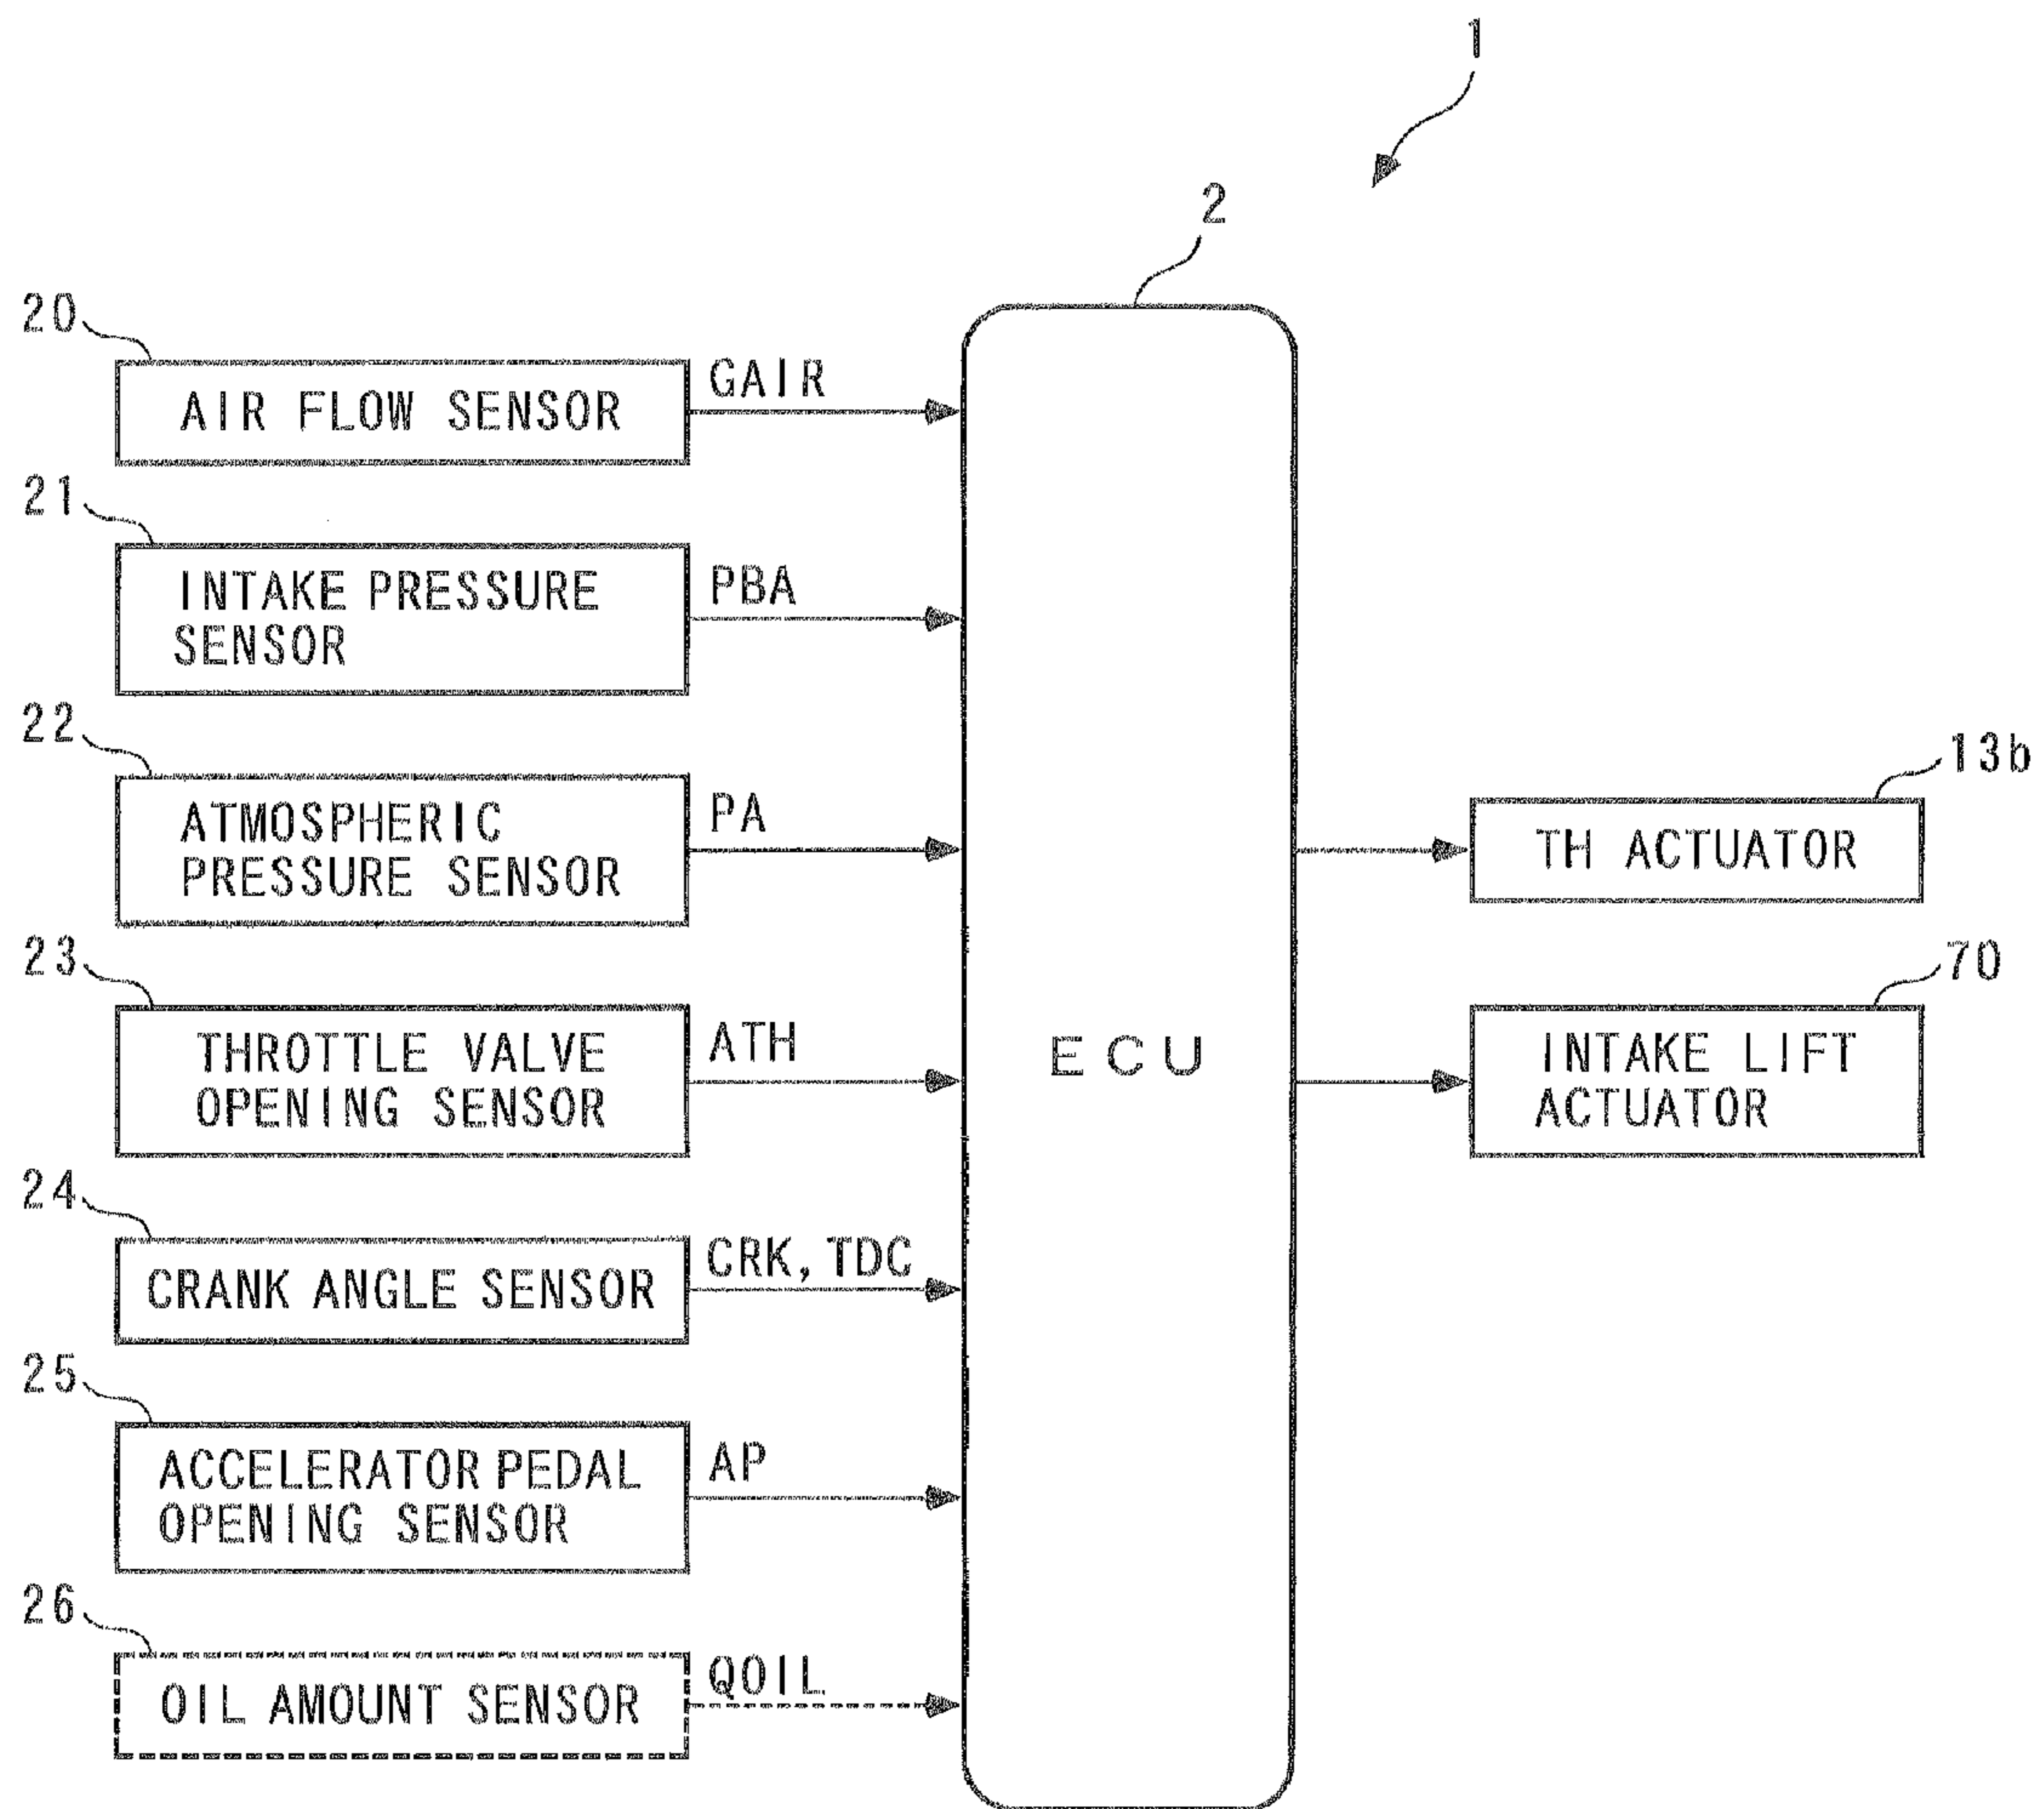 1
2
20
AIR FLOW SENSOR
GAIR
21
INTAKE PRESSURE
SENSOR
PBA
22
ATMOSPHERIC
PRESSURE SENSOR
PA
23
THROTTLE VALVE
OPENING SENSOR
ATH
24
CRANK ANGLE SENSOR
CRK, TDC
25
ACCELERATOR PEDAL
OPENING SENSOR
AP
26
OIL AMOUNT SENSOR
QOIL
ECU
13b
TH ACTUATOR
70
INTAKE LIFT
ACTUATOR